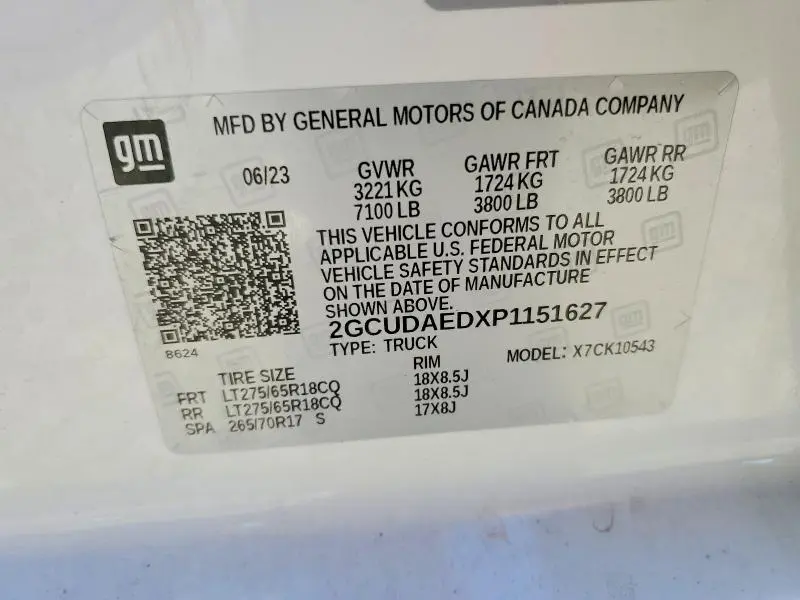 gm
MFD BY GENERAL MOTORS OF CANADA COMPANY
06/23
GVWR
3221 KG
7100 LB
GAWR FRT
1724 KG
3800 LB
GAWR RR
1724 KG
3800 LB
THIS VEHICLE CONFORMS TO ALL
APPLICABLE U.S. FEDERAL MOTOR
VEHICLE SAFETY STANDARDS IN EFFECT
ON THE DATE OF MANUFACTURE
SHOWN ABOVE.
2GCUDAEDXP1151627
8624
TYPE: TRUCK
MODEL: X7CK10543
TIRE SIZE RIM
FRT LT275/65R18CQ 18X8.5J
RR LT275/65R18CQ 18X8.5J
SPA 265/70R17 S 17X8J